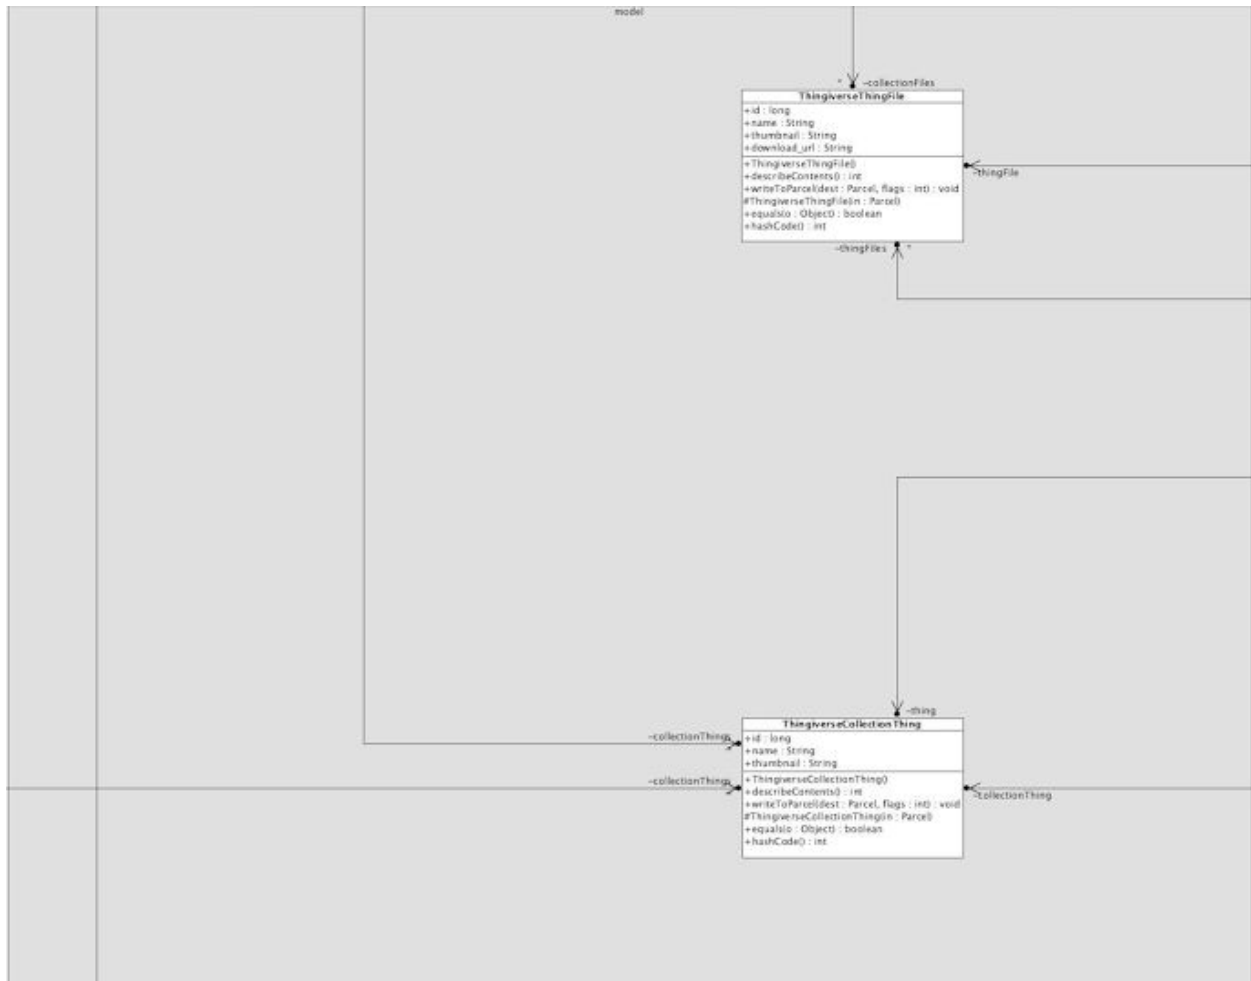 model
* -collectionFiles
ThingiverseThingFile
+id : long
+name : String
+thumbnail : String
+download_url : String
+ThingiverseThingFile()
+describeContents() : int
+writeToParcel(dest : Parcel, flags : int) : void
#ThingiverseThingFile(in : Parcel)
+equals(o : Object) : boolean
+hashCode() : int
-thingFile
-thingFiles *
-thing
ThingiverseCollectionThing
+id : long
+name : String
+thumbnail : String
+ThingiverseCollectionThing()
+describeContents() : int
+writeToParcel(dest : Parcel, flags : int) : void
#ThingiverseCollectionThing(in : Parcel)
+equals(o : Object) : boolean
+hashCode() : int
-collectionThings
-collectionThings
-collectionThing